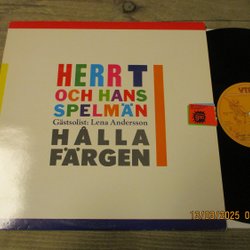 HERR T
OCH HANS
SPELMÄN
Gästsolist: Lena Andersson
HÅLLA
FÄRGEN